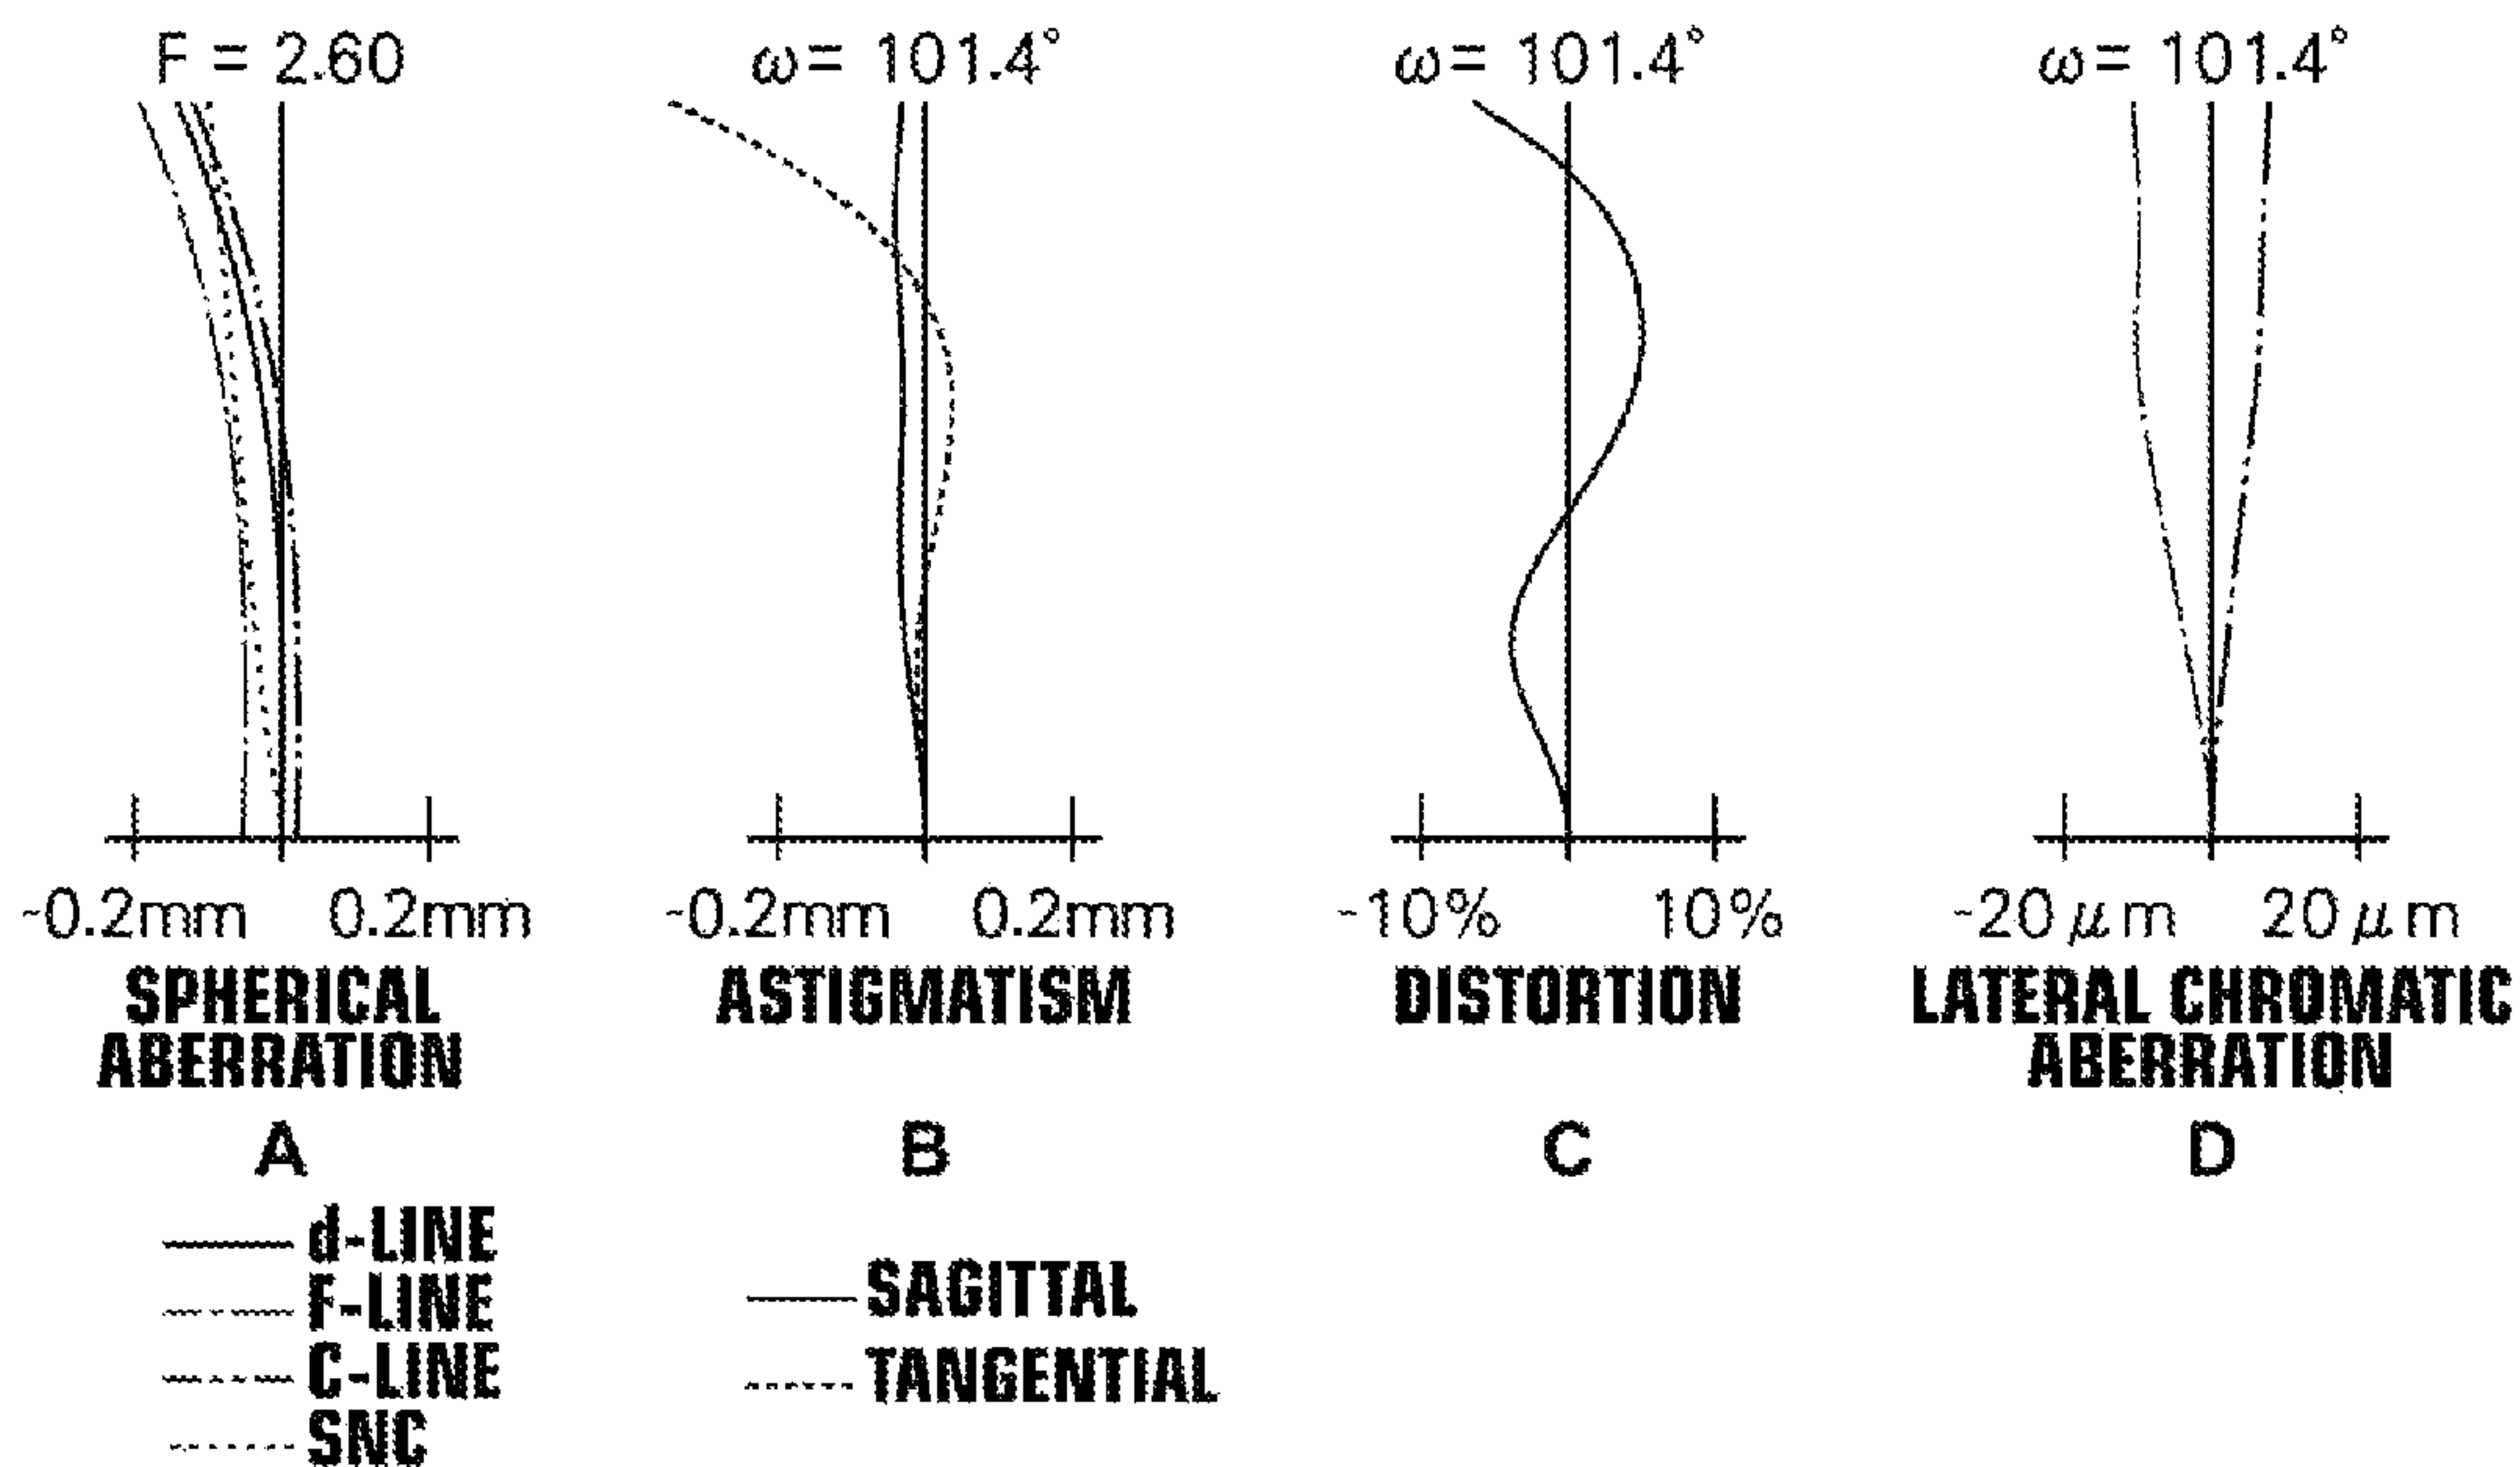 F = 2.60
ω= 101.4°
ω= 101.4°
ω= 101.4°
-0.2mm 0.2mm
-0.2mm 0.2mm
-10% 10%
-20μm 20μm
SPHERICAL
ABERRATION
ASTIGMATISM
DISTORTION
LATERAL CHROMATIC
ABERRATION
A
B
C
D
d-LINE
F-LINE
C-LINE
SNC
SAGITTAL
TANGENTIAL